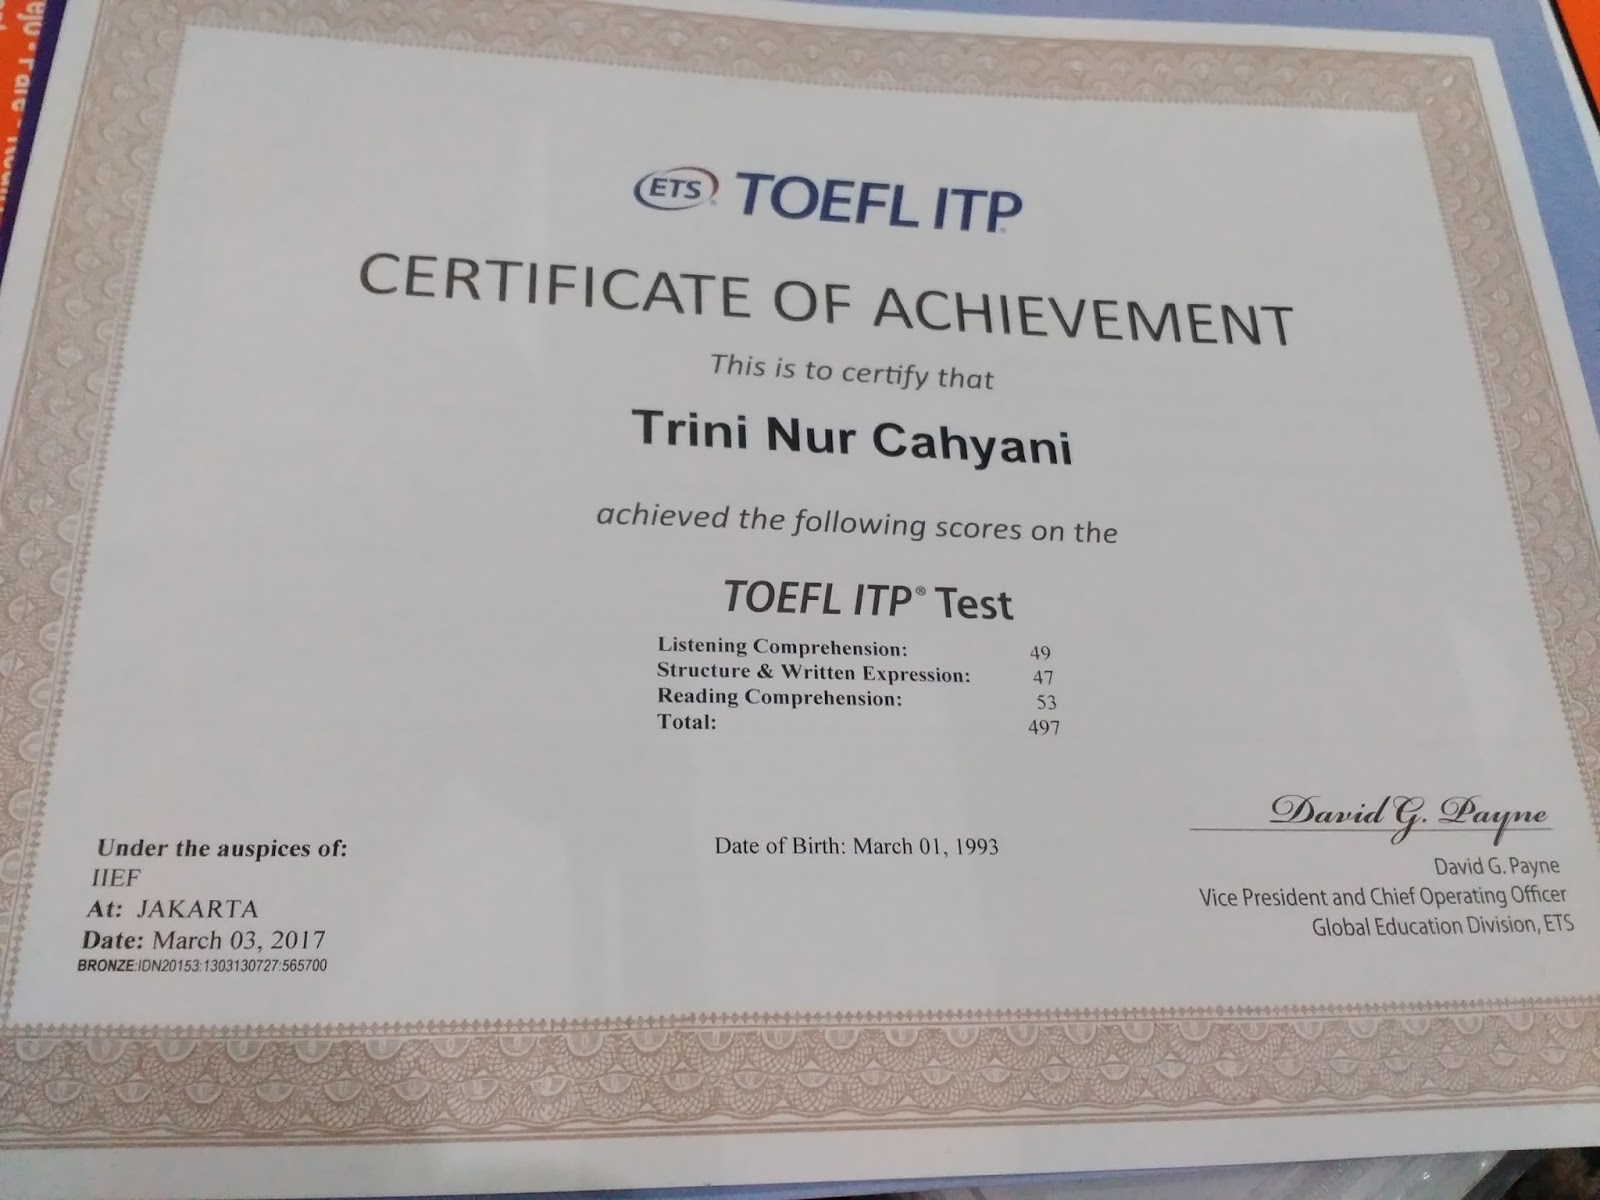 ETS TOEFL ITP®
CERTIFICATE OF ACHIEVEMENT
This is to certify that
Trini Nur Cahyani
achieved the following scores on the
TOEFL ITP® Test
Listening Comprehension: 49
Structure & Written Expression: 47
Reading Comprehension: 53
Total: 497
David G. Payne
Under the auspices of:
IIEF
At: JAKARTA
Date: March 03, 2017
BRONZE:IDN20153:1303130727:565700
Date of Birth: March 01, 1993
David G. Payne
Vice President and Chief Operating Officer
Global Education Division, ETS